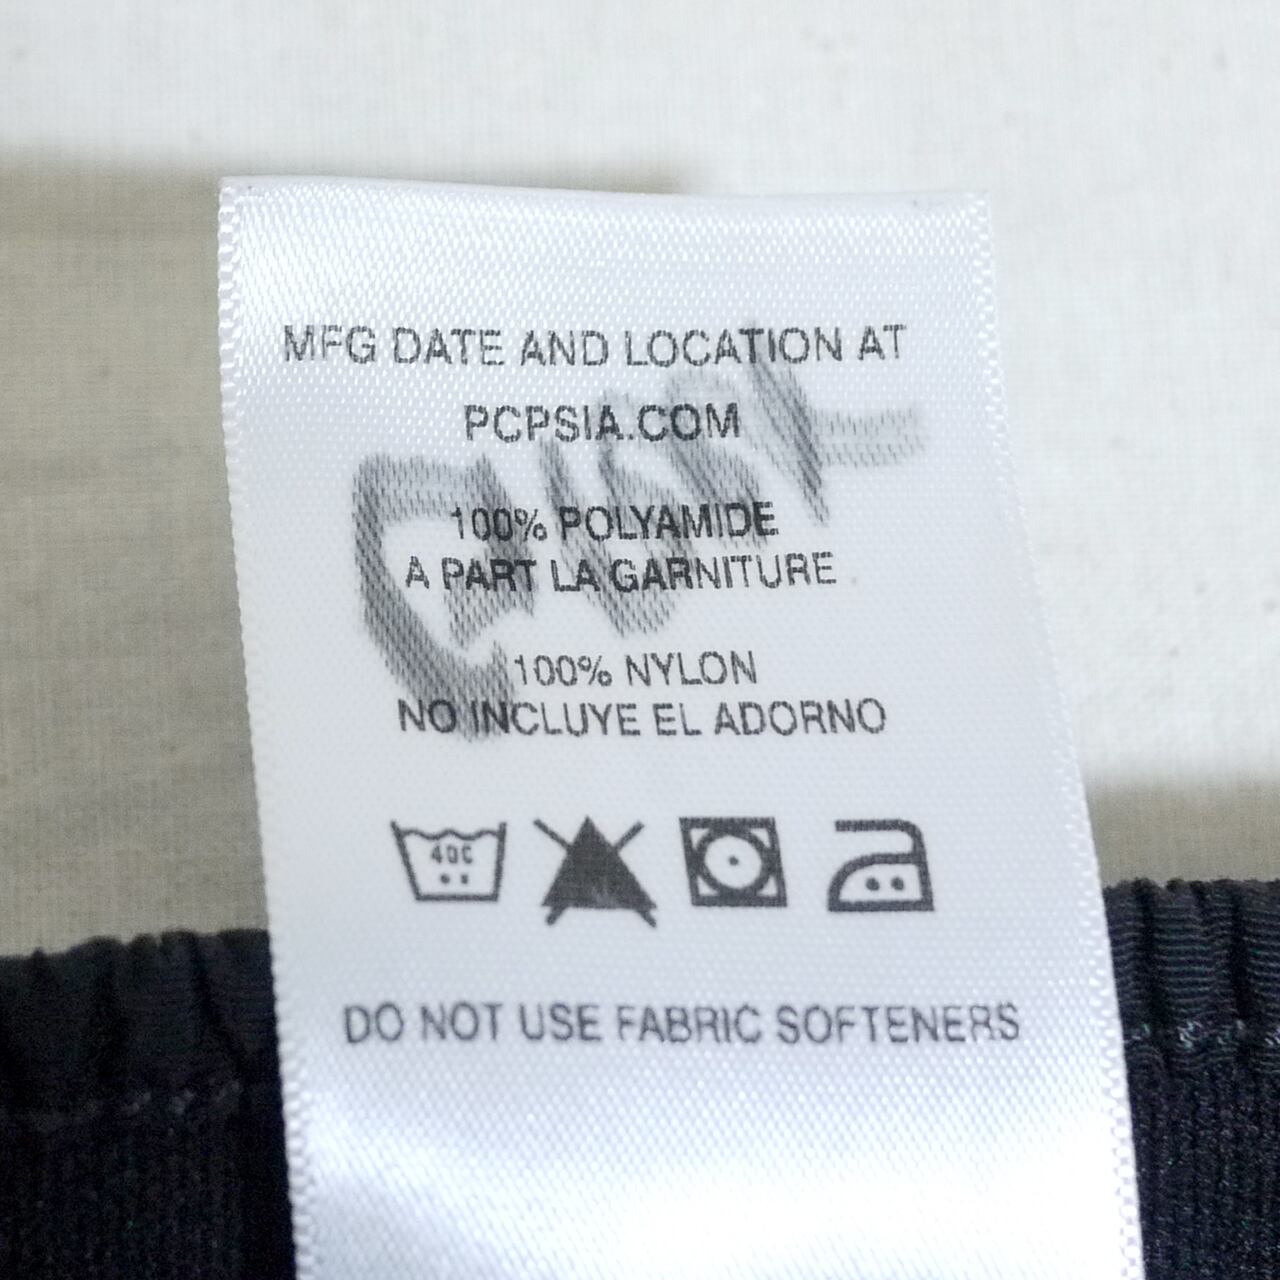 MFG DATE AND LOCATION AT
PCPSIA.COM
100% POLYAMIDE
A PART LA GARNITURE
100% NYLON
NO INCLUYE EL ADORNO
40C
DO NOT USE FABRIC SOFTENERS